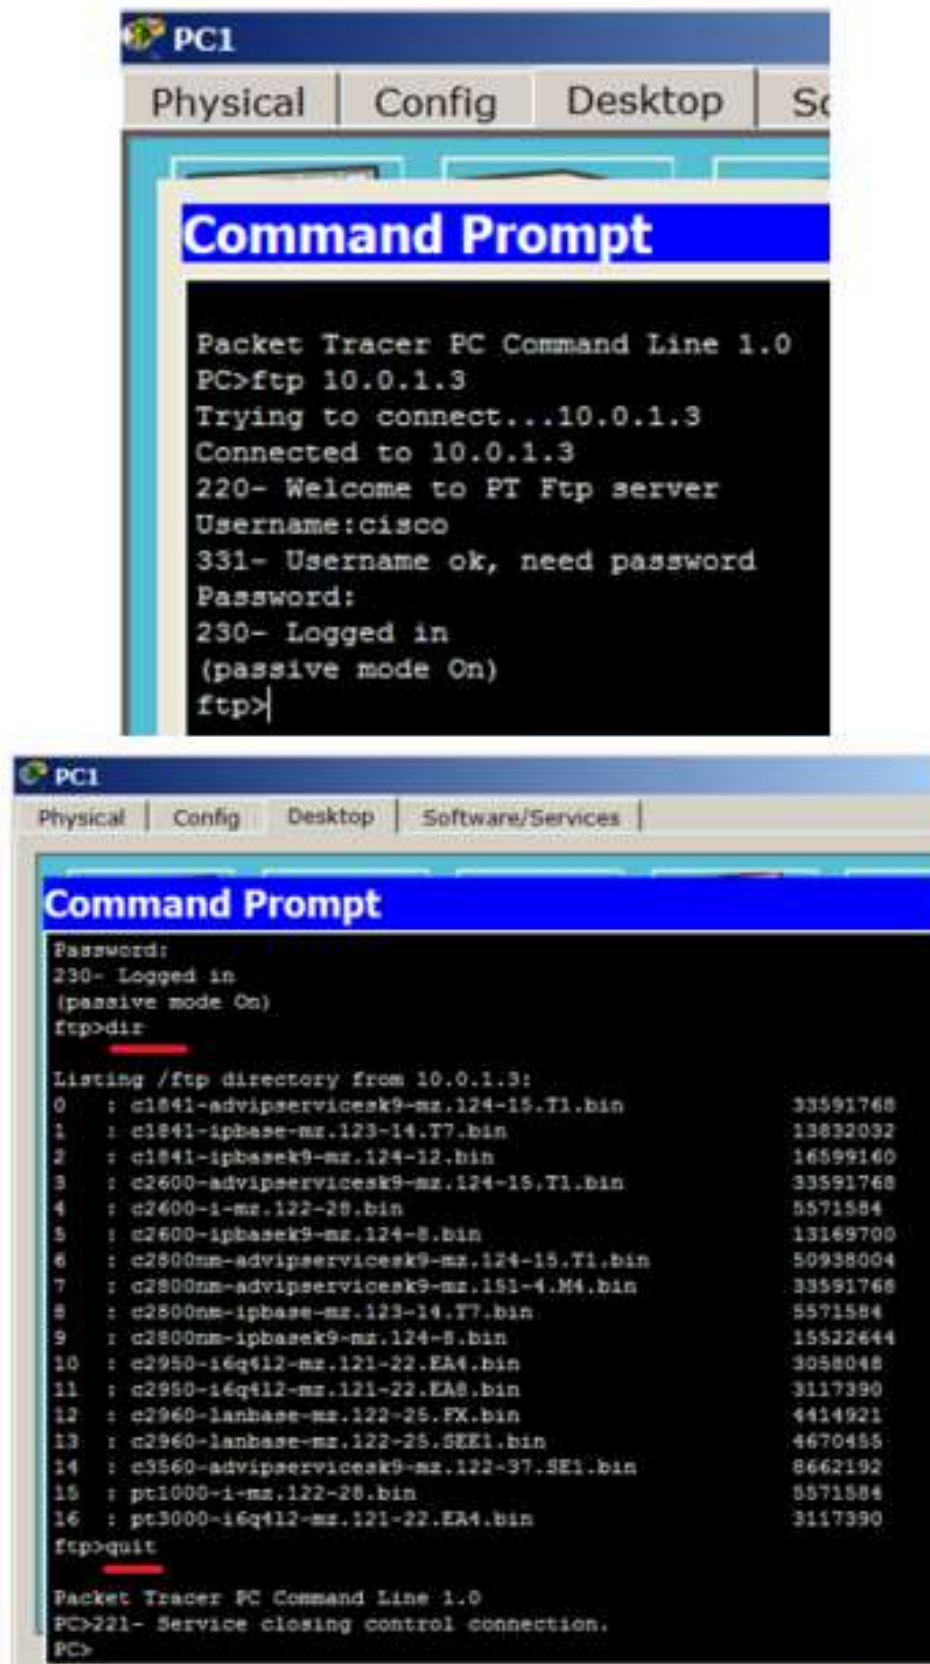 PC1
Physical Config Desktop So
Command Prompt
Packet Tracer PC Command Line 1.0
PC>ftp 10.0.1.3
Trying to connect...10.0.1.3
Connected to 10.0.1.3
220- Welcome to PT Ftp server
Username:cisco
331- Username ok, need password
Password:
230- Logged in
(passive mode On)
ftp>
PC1
Physical Config Desktop Software/Services
Command Prompt
Password:
230- Logged in
(passive mode On)
ftp>dir
Listing /ftp directory from 10.0.1.3:
0 : c1841-advipservicesk9-mz.124-15.T1.bin 33591768
1 : c1841-ipbase-mz.123-14.T7.bin 13832032
2 : c1841-ipbasek9-mz.124-12.bin 16599160
3 : c2600-advipservicesk9-mz.124-15.T1.bin 33591768
4 : c2600-i-mz.122-28.bin 5571584
5 : c2600-ipbasek9-mz.124-8.bin 13169700
6 : c2800nm-advipservicesk9-mz.124-15.T1.bin 50938004
7 : c2800nm-advipservicesk9-mz.151-4.M4.bin 33591768
8 : c2800nm-ipbase-mz.123-14.T7.bin 5571584
9 : c2800nm-ipbasek9-mz.124-8.bin 15522644
10 : c2950-i6q4l2-mz.121-22.EA4.bin 3058048
11 : c2950-i6q4l2-mz.121-22.EA8.bin 3117390
12 : c2960-lanbase-mz.122-25.FX.bin 4414921
13 : c2960-lanbase-mz.122-25.SEE1.bin 4670455
14 : c3560-advipservicesk9-mz.122-37.SE1.bin 8662192
15 : pt1000-i-mz.122-28.bin 5571584
16 : pt3000-i6q4l2-mz.121-22.EA4.bin 3117390
ftp>quit
Packet Tracer PC Command Line 1.0
PC>221- Service closing control connection.
PC>